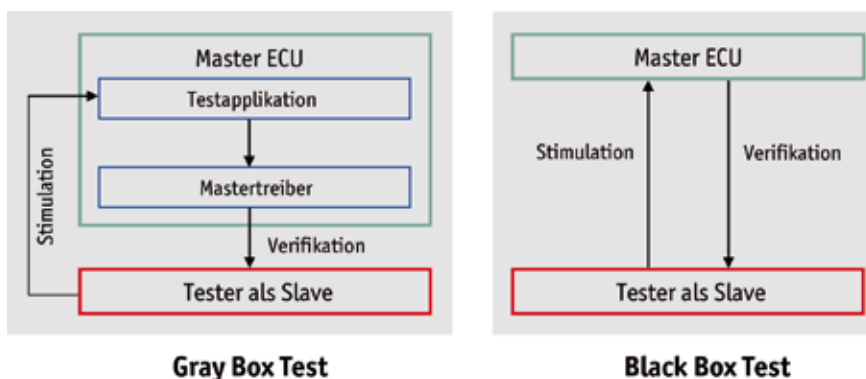 Master ECU
Testapplikation
Mastertreiber
Stimulation
Verifikation
Tester als Slave
Gray Box Test
Master ECU
Stimulation
Verifikation
Tester als Slave
Black Box Test